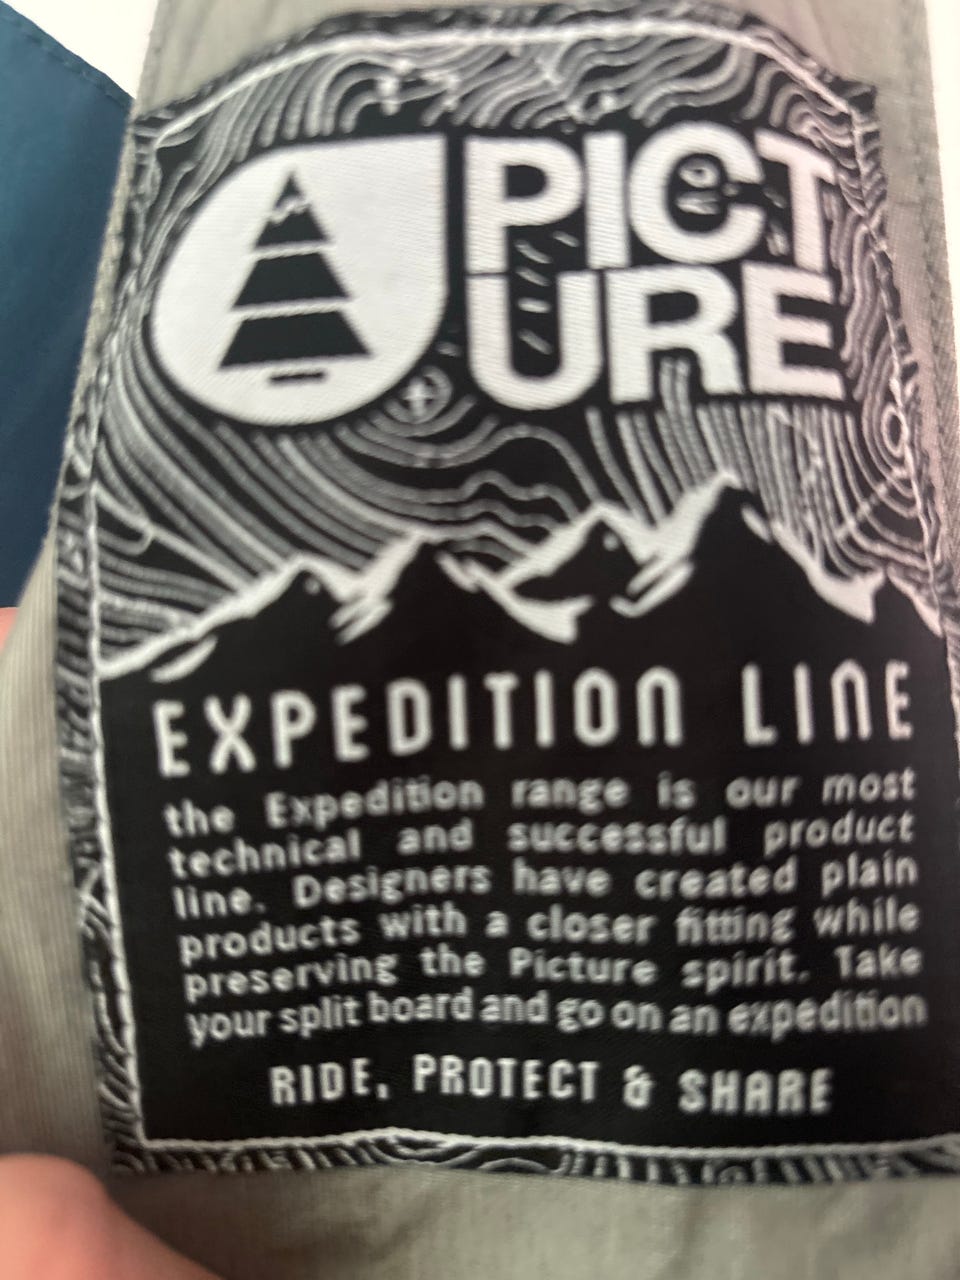 PICT
URE
EXPEDITION LINE
the Expedition range is our most
technical and successful product
line. Designers have created plain
products with a closer fitting while
preserving the Picture spirit. Take
your split board and go on an expedition
RIDE, PROTECT & SHARE